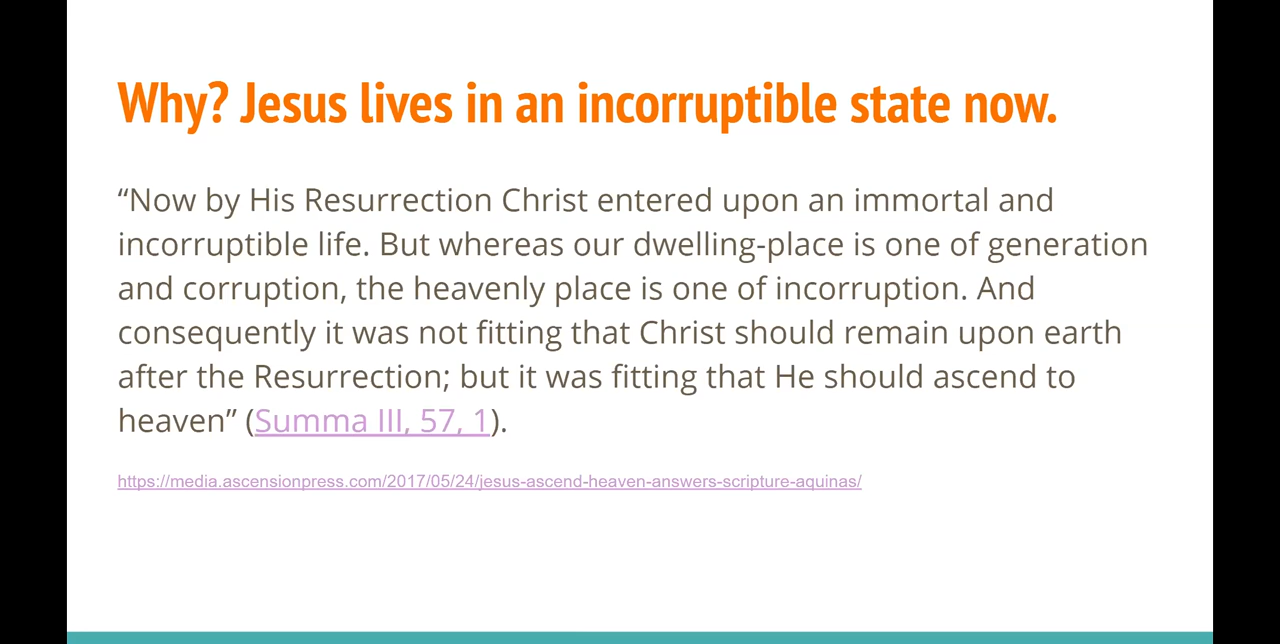 Why? Jesus lives in an incorruptible state now.
“Now by His Resurrection Christ entered upon an immortal and
incorruptible life. But whereas our dwelling-place is one of generation
and corruption, the heavenly place is one of incorruption. And
consequently it was not fitting that Christ should remain upon earth
after the Resurrection; but it was fitting that He should ascend to
heaven” (Summa III, 57, 1).
https://media.ascensionpress.com/2017/05/24/jesus-ascend-heaven-answers-scripture-aquinas/